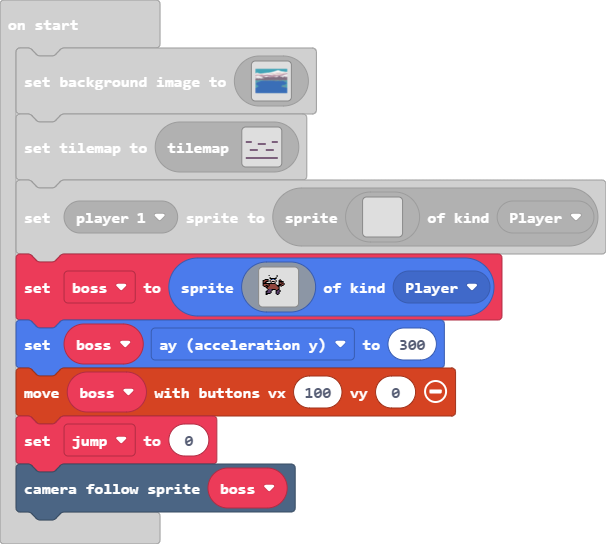 on start
set background image to
set tilemap to tilemap
set player 1 sprite to sprite of kind Player
set boss to sprite of kind Player
set boss ay (acceleration y) to 300
move boss with buttons vx 100 vy 0
set jump to 0
camera follow sprite boss